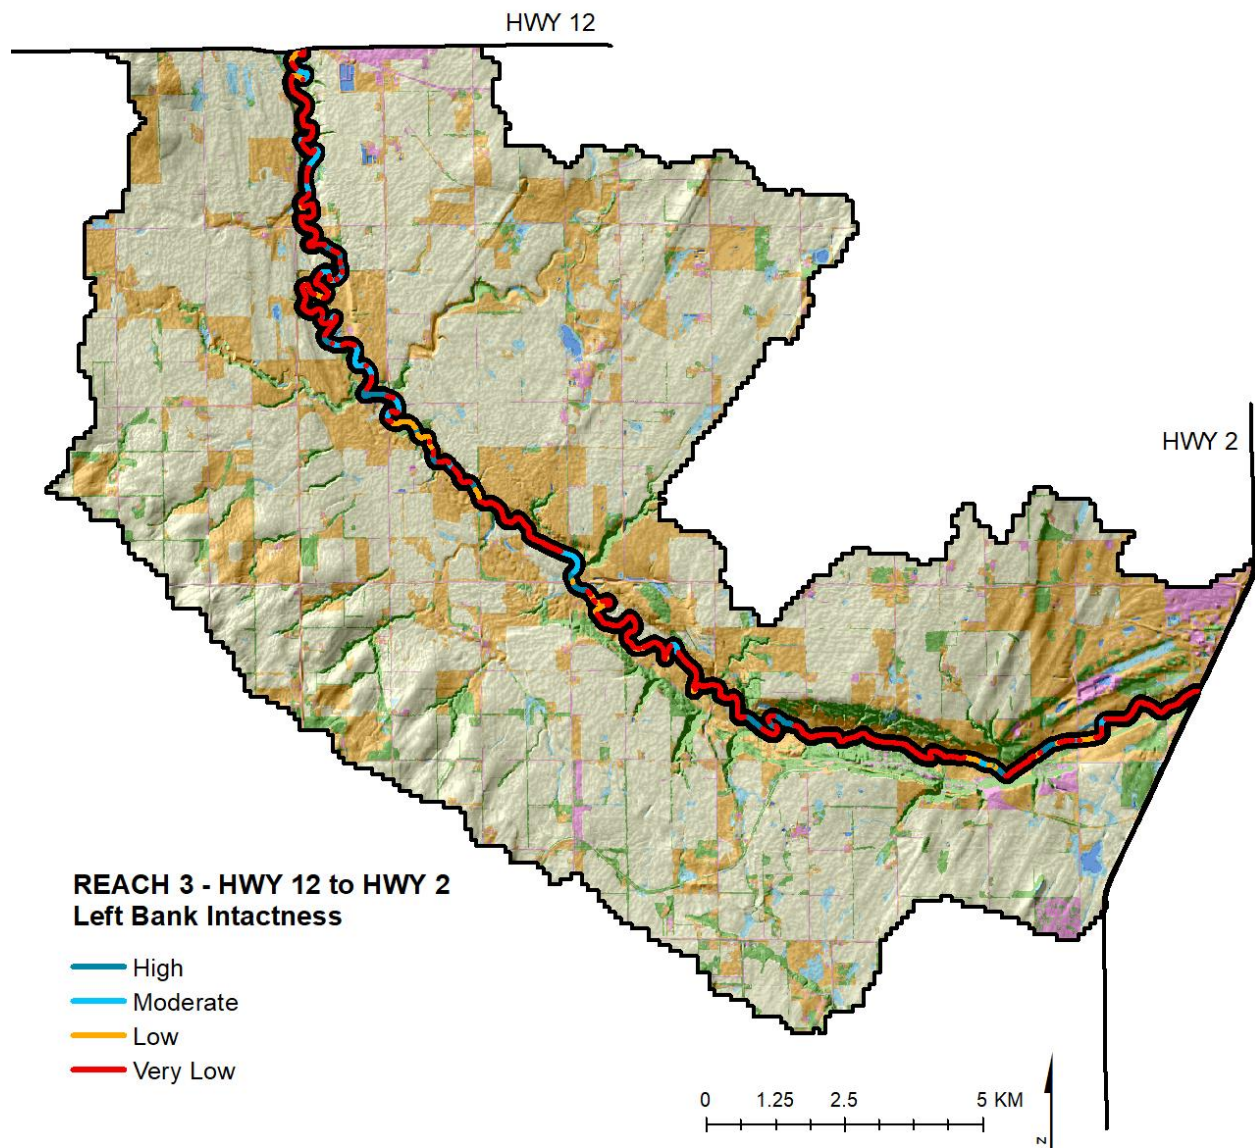 HWY 12
HWY 2
REACH 3 - HWY 12 to HWY 2
Left Bank Intactness
High
Moderate
Low
Very Low
0 1.25 2.5 5 KM
N